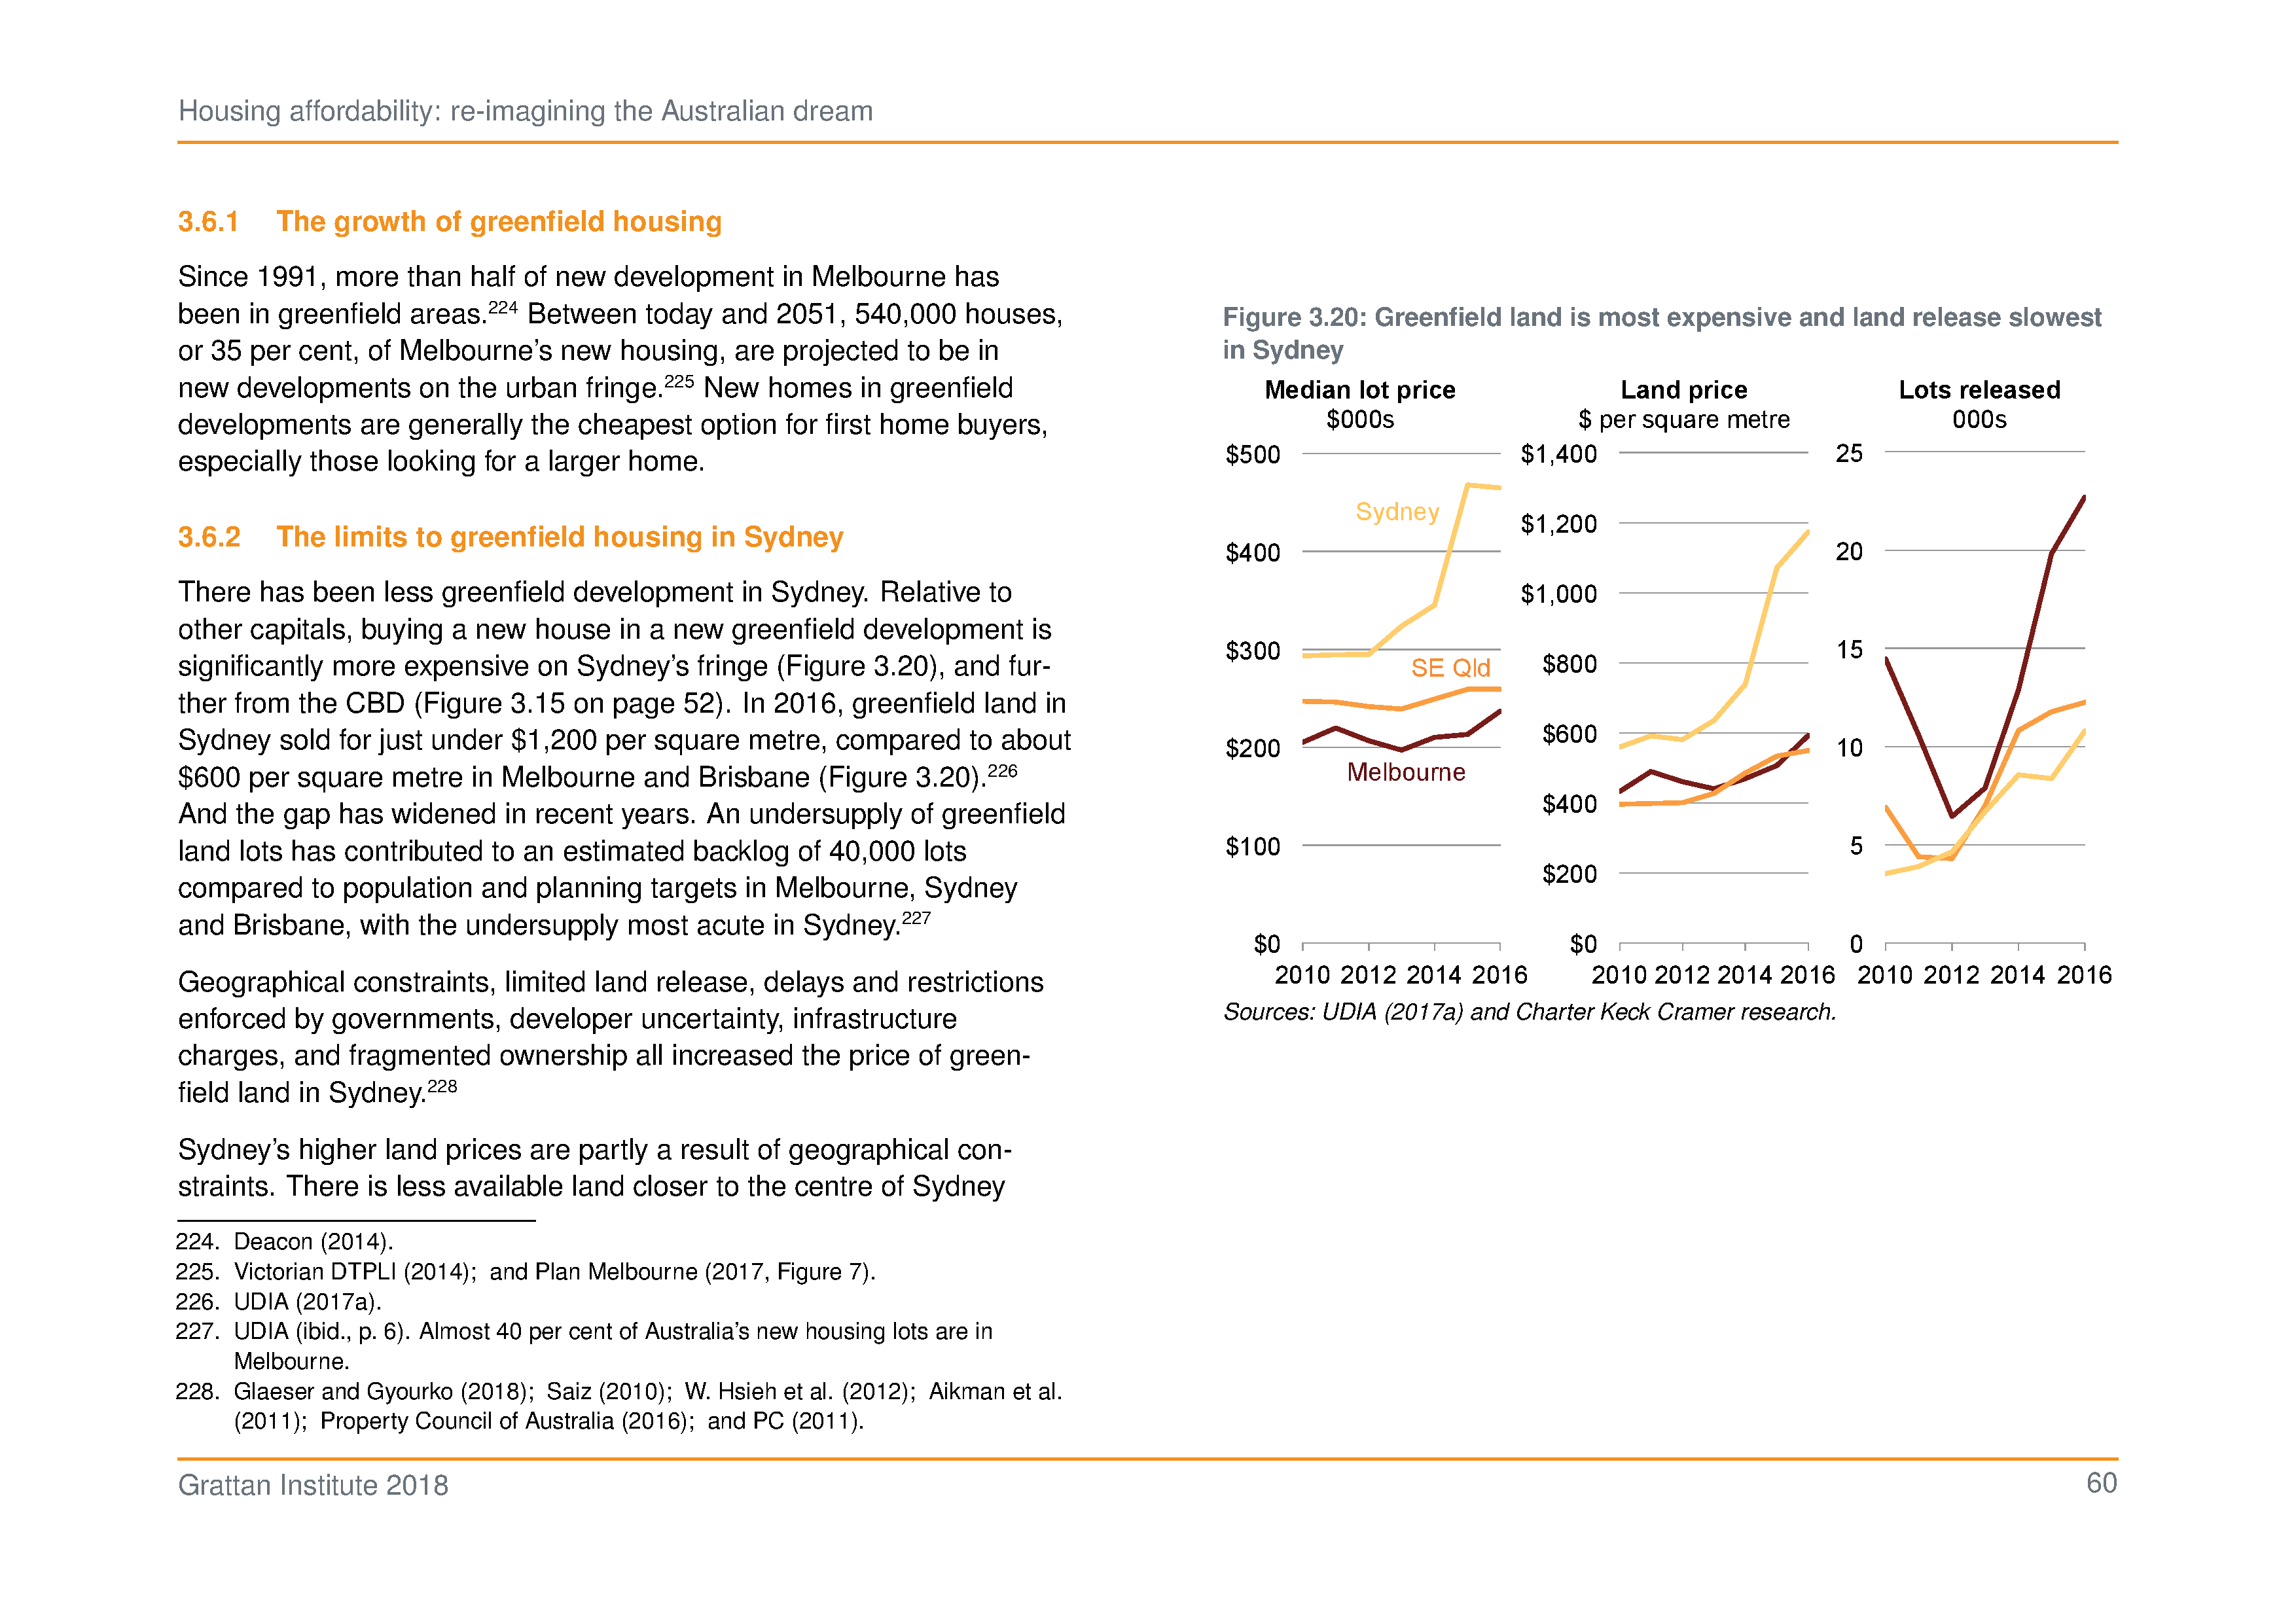 Housing affordability: re-imagining the Australian dream
3.6.1 The growth of greenfield housing
Since 1991, more than half of new development in Melbourne has
been in greenfield areas.224 Between today and 2051, 540,000 houses,
or 35 per cent, of Melbourne's new housing, are projected to be in
new developments on the urban fringe.225 New homes in greenfield
developments are generally the cheapest option for first home buyers,
especially those looking for a larger home.
3.6.2 The limits to greenfield housing in Sydney
There has been less greenfield development in Sydney. Relative to
other capitals, buying a new house in a new greenfield development is
significantly more expensive on Sydney's fringe (Figure 3.20), and fur-
ther from the CBD (Figure 3.15 on page 52). In 2016, greenfield land in
Sydney sold for just under $1,200 per square metre, compared to about
$600 per square metre in Melbourne and Brisbane (Figure 3.20).226
And the gap has widened in recent years. An undersupply of greenfield
land lots has contributed to an estimated backlog of 40,000 lots
compared to population and planning targets in Melbourne, Sydney
and Brisbane, with the undersupply most acute in Sydney.227
Geographical constraints, limited land release, delays and restrictions
enforced by governments, developer uncertainty, infrastructure
charges, and fragmented ownership all increased the price of green-
field land in Sydney.228
Sydney's higher land prices are partly a result of geographical con-
straints. There is less available land closer to the centre of Sydney
224. Deacon (2014).
225. Victorian DTPLI (2014); and Plan Melbourne (2017, Figure 7).
226. UDIA (2017a).
227. UDIA (ibid., p. 6). Almost 40 per cent of Australia's new housing lots are in
Melbourne.
228. Glaeser and Gyourko (2018); Saiz (2010); W. Hsieh et al. (2012); Aikman et al.
(2011); Property Council of Australia (2016); and PC (2011).
Figure 3.20: Greenfield land is most expensive and land release slowest
in Sydney
Median lot price
$000s
$500
$400
$300
$200
$100
$0
Sydney
SE Qld
Melbourne
2010 2012 2014 2016
Land price
$ per square metre
$1,400
$1,200
$1,000
$800
$600
$400
$200
$0
2010 2012 2014 2016
Lots released
000s
25
20
15
10
5
0
2010 2012 2014 2016
Sources: UDIA (2017a) and Charter Keck Cramer research.
Grattan Institute 2018
60